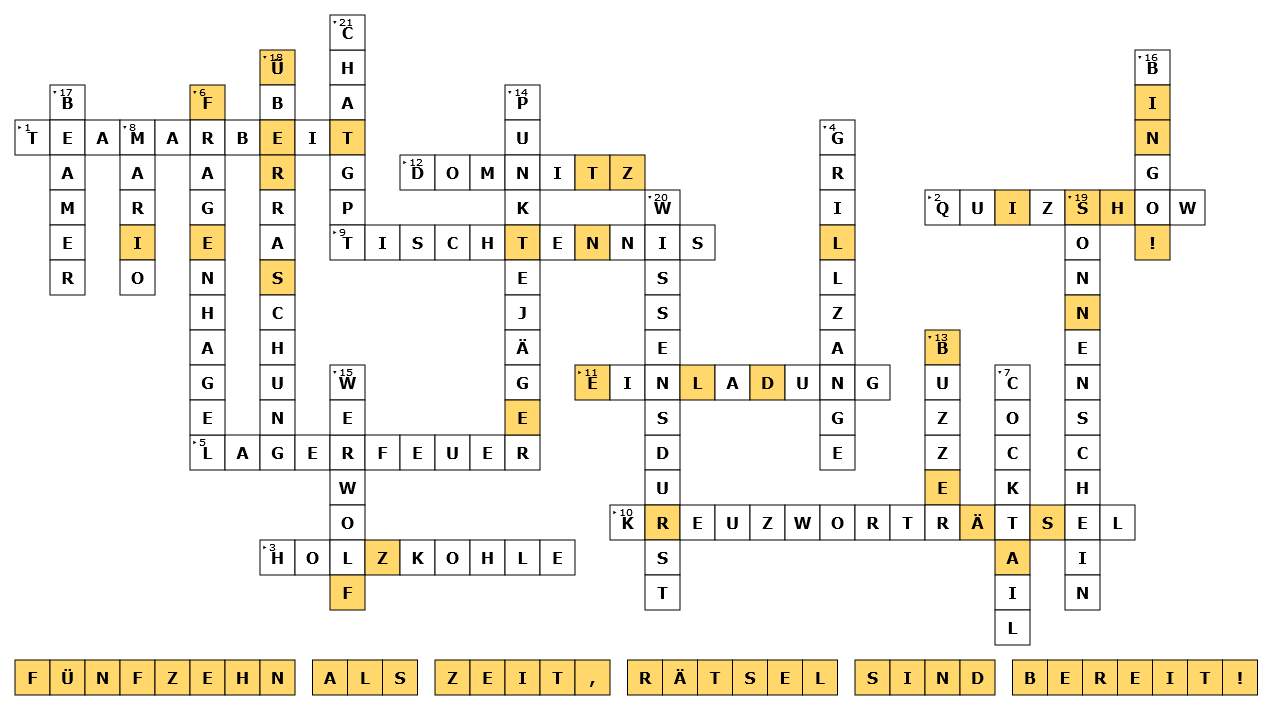 21 CHATGPT
18 ÜBERRASCHUNG
16 BINGO!
17 BEAMER
6 FRAGENHAGEL
14 PUNKTEJÄGER
1 TEAMARBEIT
8 MARIO
4 GRILLZANGE
12 DOMNITZ
20 WISSENSDURST
2 QUIZSHOW
19 SONNENSCHEIN
9 TISCHTENNIS
13 BUZZER
15 WERWOLF
11 EINLADUNG
7 COCKTAIL
5 LAGERFEUER
10 KREUZWORTRÄTSEL
3 HOLZKOHLE
FÜNFZEHN ALS ZEIT, RÄTSEL SIND BEREIT!